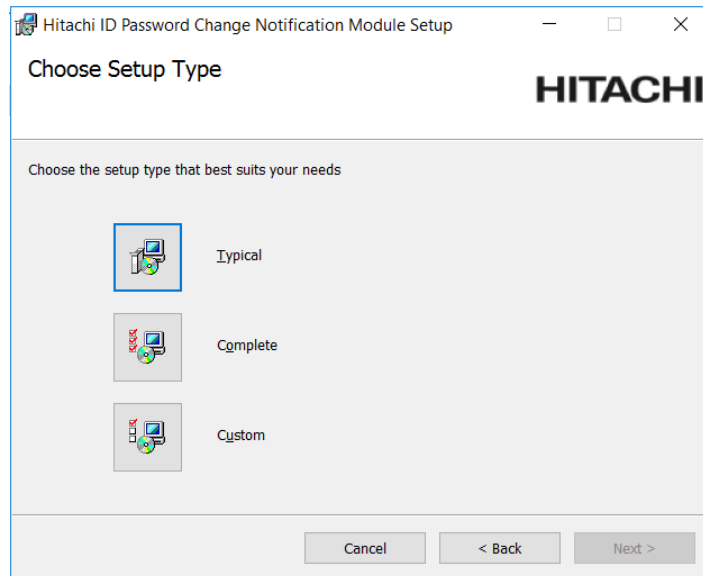 Hitachi ID Password Change Notification Module Setup
Choose Setup Type
HITACHI
Choose the setup type that best suits your needs
Typical
Complete
Custom
Cancel
< Back
Next >